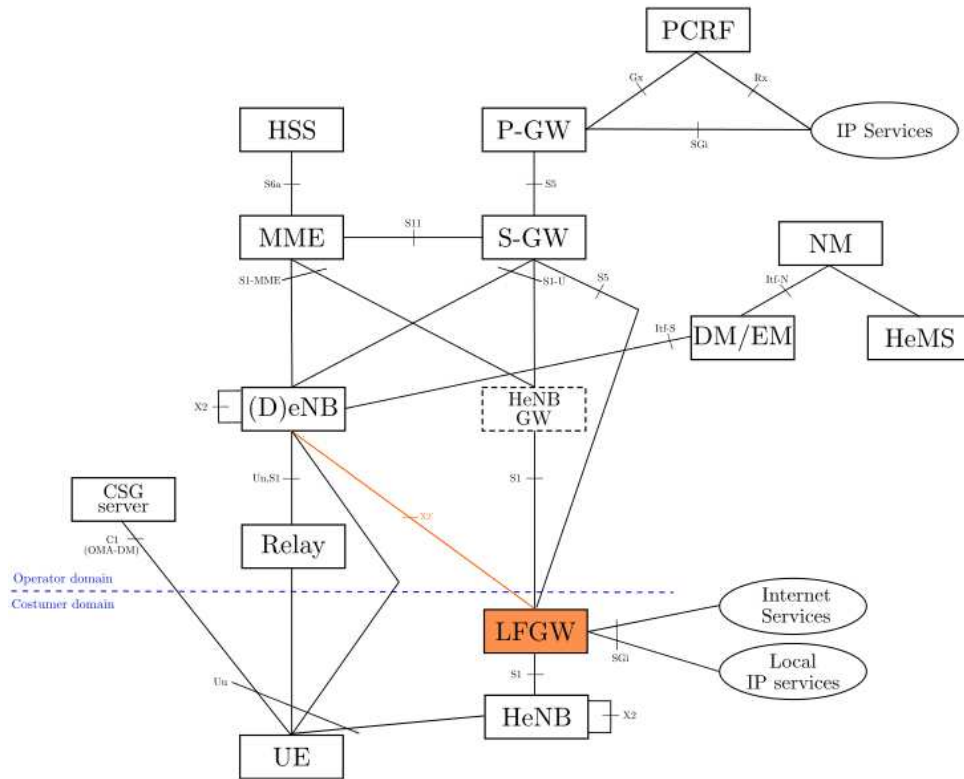 PCRF
Gx
Rx
HSS
P-GW
IP Services
SGi
S6a
S5
MME
S11
S-GW
NM
S1-MME
S1-U
S5
Itf-N
Itf-S
DM/EM
HeMS
X2
(D)eNB
HeNB
GW
Un,S1
S1
CSG
server
X2
C1
(OMA-DM)
Relay
Operator domain
Costumer domain
Internet
Services
LFGW
SGi
Local
IP services
S1
Uu
HeNB
X2
UE